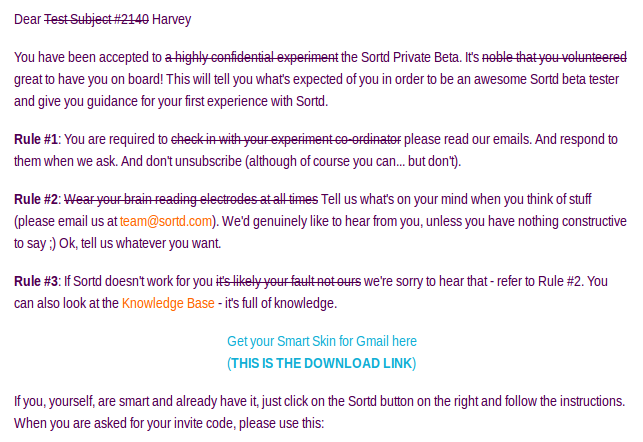 Dear Test Subject #2140 Harvey
You have been accepted to a highly confidential experiment the Sortd Private Beta. It's noble that you volunteered
great to have you on board! This will tell you what's expected of you in order to be an awesome Sortd beta tester
and give you guidance for your first experience with Sortd.
Rule #1: You are required to check in with your experiment co-ordinator please read our emails. And respond to
them when we ask. And don't unsubscribe (although of course you can... but don't).
Rule #2: Wear your brain reading electrodes at all times Tell us what's on your mind when you think of stuff
(please email us at team@sortd.com). We'd genuinely like to hear from you, unless you have nothing constructive
to say ;) Ok, tell us whatever you want.
Rule #3: If Sortd doesn't work for you it's likely your fault not ours we're sorry to hear that - refer to Rule #2. You
can also look at the Knowledge Base - it's full of knowledge.
Get your Smart Skin for Gmail here
(THIS IS THE DOWNLOAD LINK)
If you, yourself, are smart and already have it, just click on the Sortd button on the right and follow the instructions.
When you are asked for your invite code, please use this: